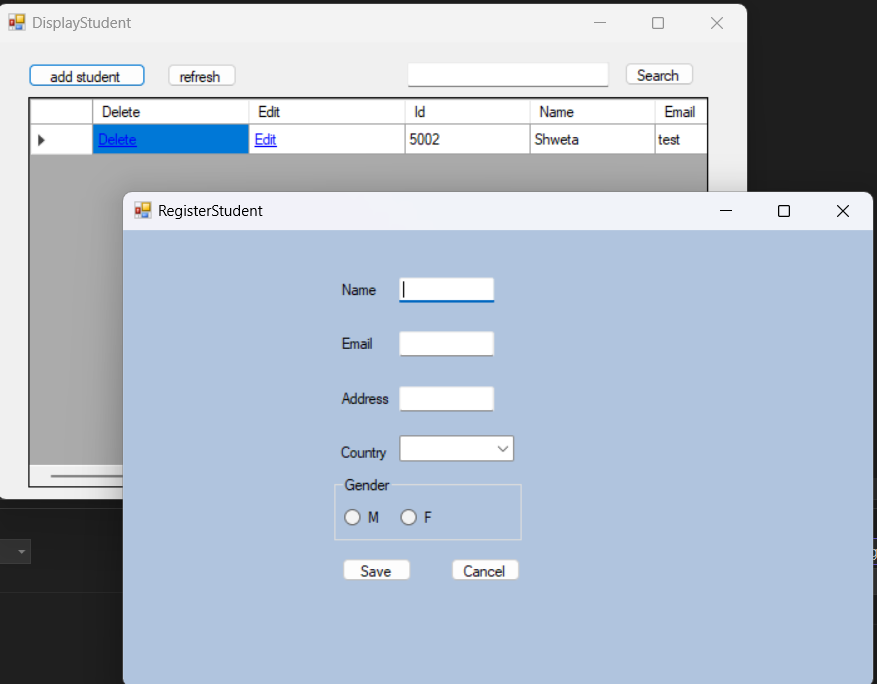 DisplayStudent
add student refresh Search
Delete Edit Id Name Email
Delete Edit 5002 Shweta test
RegisterStudent
Name
Email
Address
Country
Gender
M F
Save Cancel